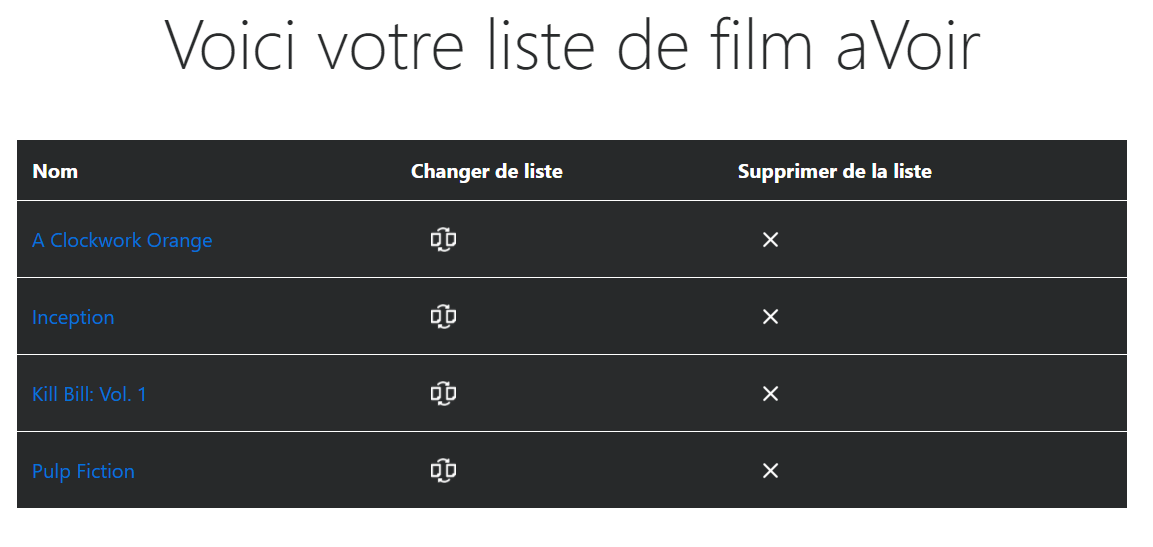 Voici votre liste de film aVoir
Nom Changer de liste Supprimer de la liste
A Clockwork Orange
Inception
Kill Bill: Vol. 1
Pulp Fiction